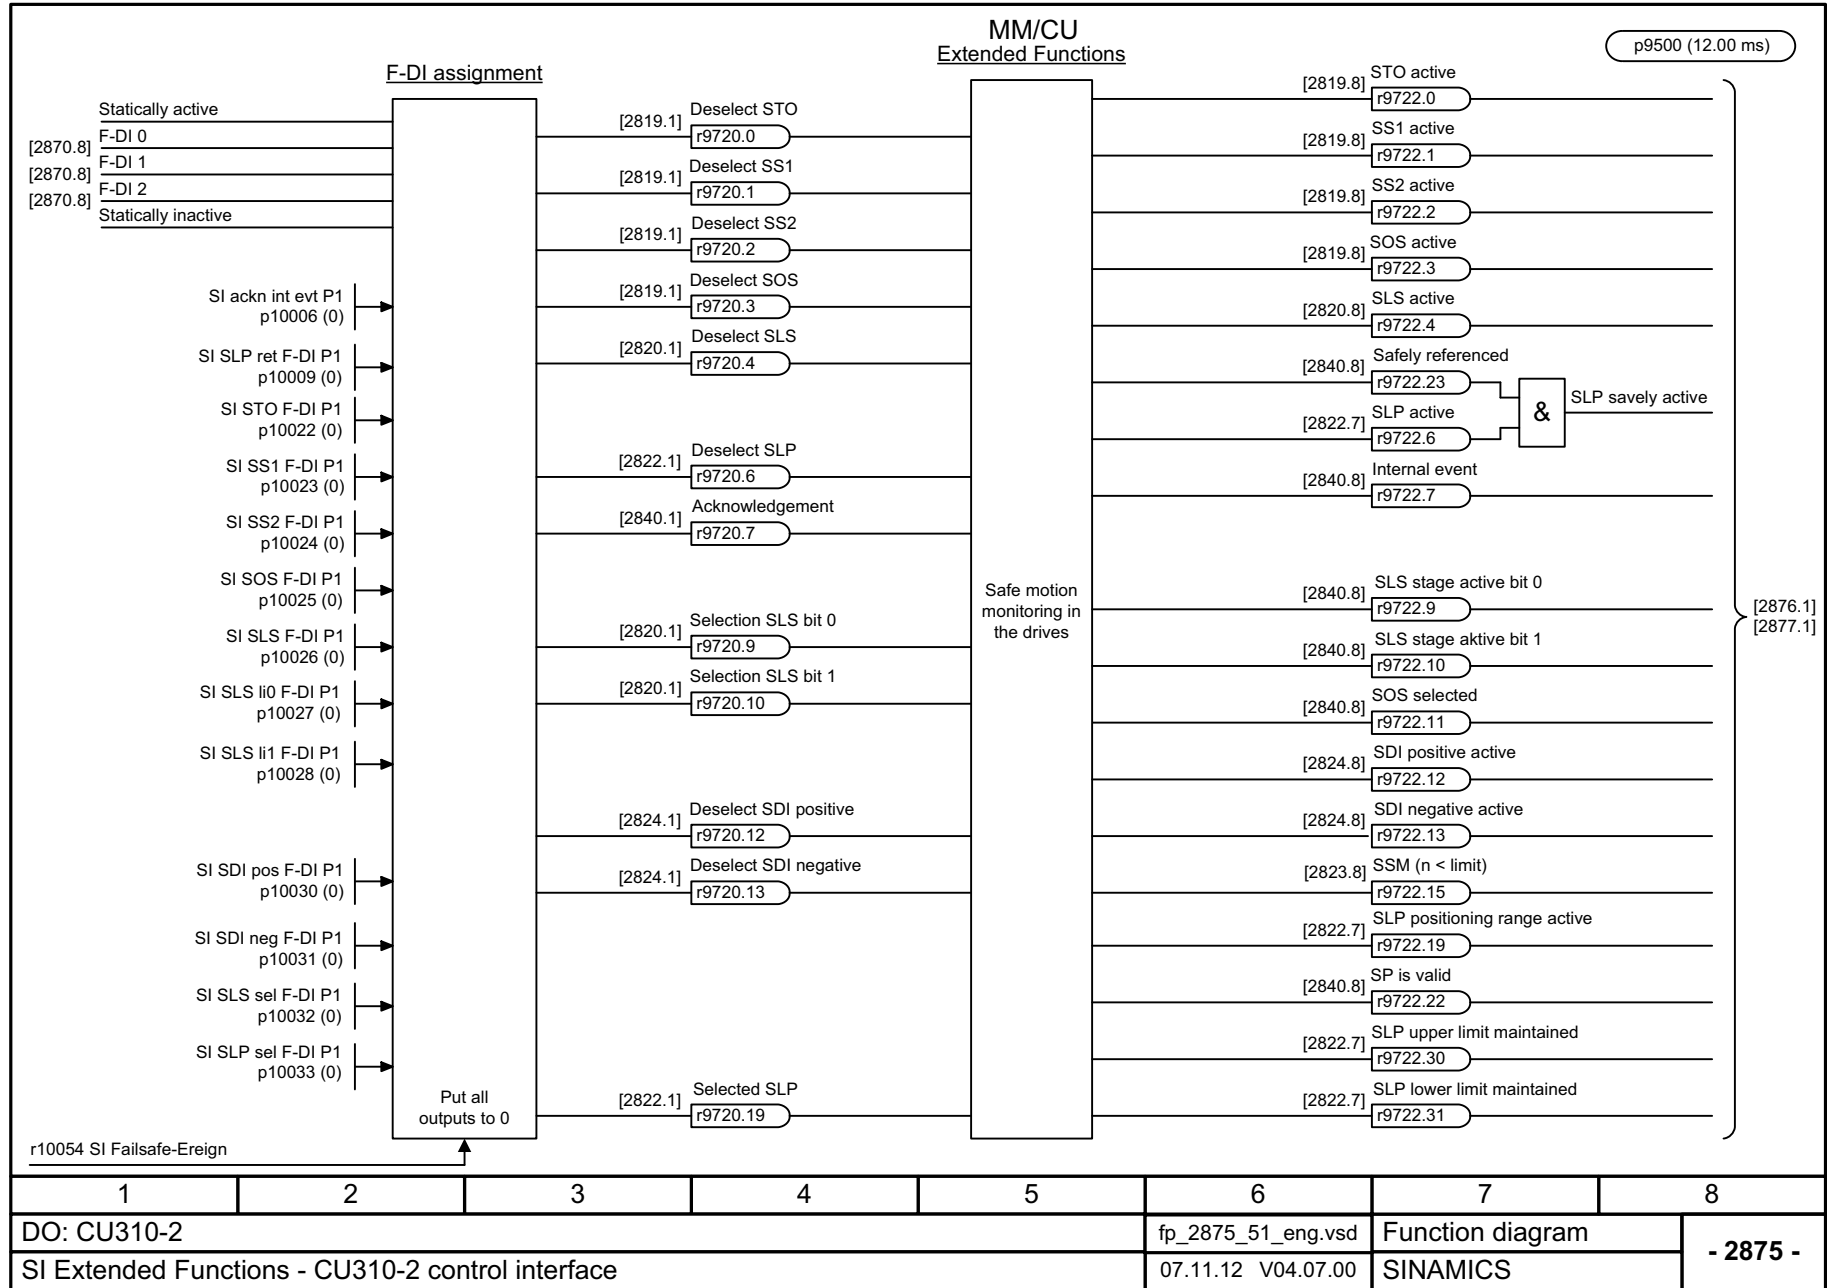 MM/CU
Extended Functions
p9500 (12.00 ms)
F-DI assignment
Statically active
[2870.8] F-DI 0
[2870.8] F-DI 1
[2870.8] F-DI 2
Statically inactive
SI ackn int evt P1
p10006 (0)
SI SLP ret F-DI P1
p10009 (0)
SI STO F-DI P1
p10022 (0)
SI SS1 F-DI P1
p10023 (0)
SI SS2 F-DI P1
p10024 (0)
SI SOS F-DI P1
p10025 (0)
SI SLS F-DI P1
p10026 (0)
SI SLS li0 F-DI P1
p10027 (0)
SI SLS li1 F-DI P1
p10028 (0)
SI SDI pos F-DI P1
p10030 (0)
SI SDI neg F-DI P1
p10031 (0)
SI SLS sel F-DI P1
p10032 (0)
SI SLP sel F-DI P1
p10033 (0)
Put all
outputs to 0
r10054 SI Failsafe-Ereign
[2819.1] Deselect STO
r9720.0
[2819.1] Deselect SS1
r9720.1
[2819.1] Deselect SS2
r9720.2
[2819.1] Deselect SOS
r9720.3
[2820.1] Deselect SLS
r9720.4
[2822.1] Deselect SLP
r9720.6
[2840.1] Acknowledgement
r9720.7
[2820.1] Selection SLS bit 0
r9720.9
[2820.1] Selection SLS bit 1
r9720.10
[2824.1] Deselect SDI positive
r9720.12
[2824.1] Deselect SDI negative
r9720.13
[2822.1] Selected SLP
r9720.19
Safe motion
monitoring in
the drives
[2819.8] STO active
r9722.0
[2819.8] SS1 active
r9722.1
[2819.8] SS2 active
r9722.2
[2819.8] SOS active
r9722.3
[2820.8] SLS active
r9722.4
[2840.8] Safely referenced
r9722.23
[2822.7] SLP active
r9722.6
& SLP savely active
[2840.8] Internal event
r9722.7
[2840.8] SLS stage active bit 0
r9722.9
[2840.8] SLS stage aktive bit 1
r9722.10
[2840.8] SOS selected
r9722.11
[2824.8] SDI positive active
r9722.12
[2824.8] SDI negative active
r9722.13
[2823.8] SSM (n < limit)
r9722.15
[2822.7] SLP positioning range active
r9722.19
[2840.8] SP is valid
r9722.22
[2822.7] SLP upper limit maintained
r9722.30
[2822.7] SLP lower limit maintained
r9722.31
[2876.1]
[2877.1]
1 2 3 4 5 6 7 8
DO: CU310-2 fp_2875_51_eng.vsd Function diagram
- 2875 -
SI Extended Functions - CU310-2 control interface 07.11.12 V04.07.00 SINAMICS